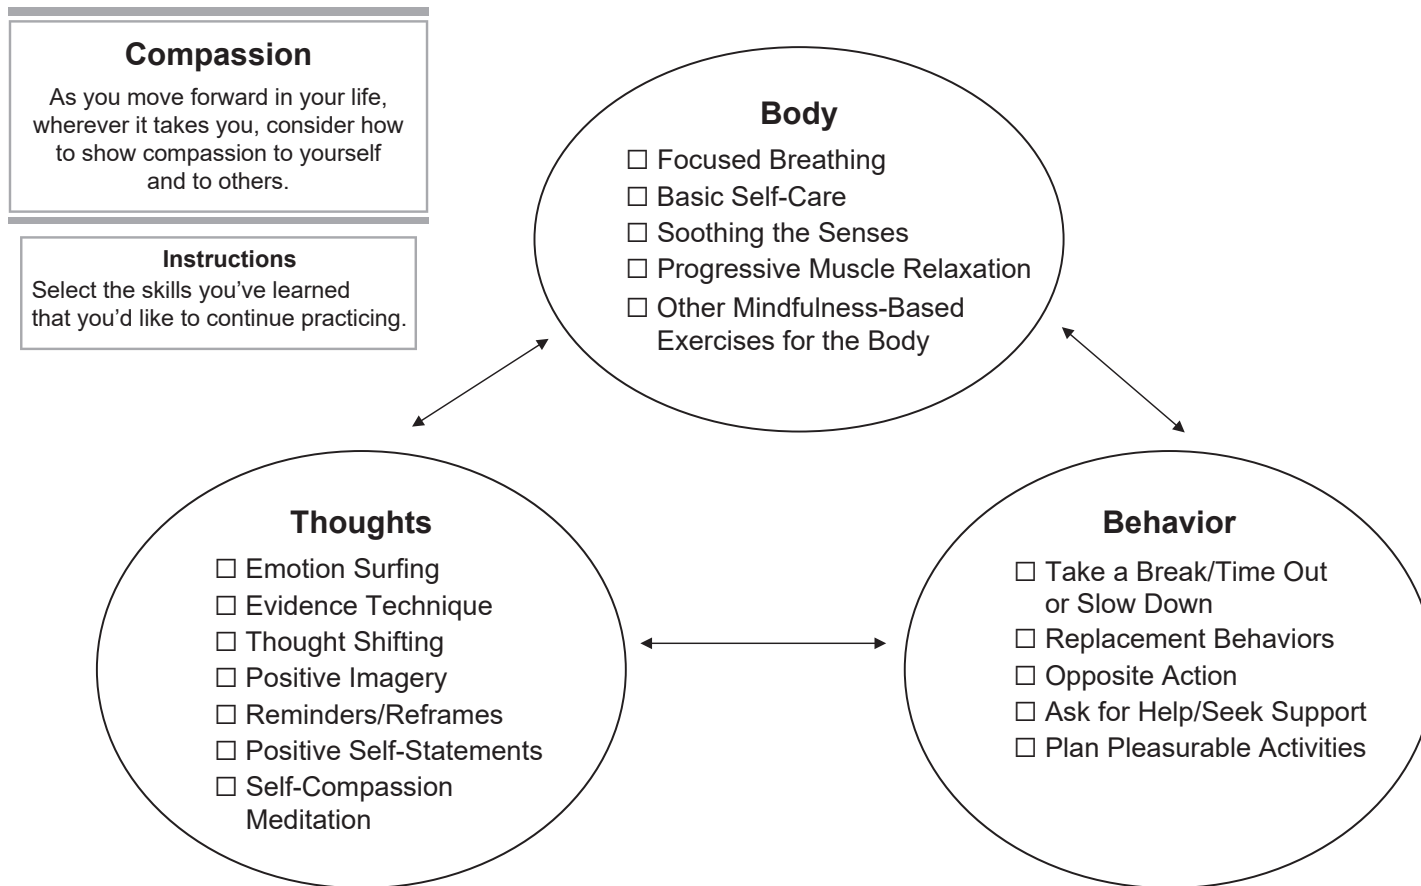 Compassion
As you move forward in your life,
wherever it takes you, consider how
to show compassion to yourself
and to others.
Instructions
Select the skills you’ve learned
that you’d like to continue practicing.
Body
☐ Focused Breathing
☐ Basic Self-Care
☐ Soothing the Senses
☐ Progressive Muscle Relaxation
☐ Other Mindfulness-Based
Exercises for the Body
Thoughts
☐ Emotion Surfing
☐ Evidence Technique
☐ Thought Shifting
☐ Positive Imagery
☐ Reminders/Reframes
☐ Positive Self-Statements
☐ Self-Compassion
Meditation
Behavior
☐ Take a Break/Time Out
or Slow Down
☐ Replacement Behaviors
☐ Opposite Action
☐ Ask for Help/Seek Support
☐ Plan Pleasurable Activities